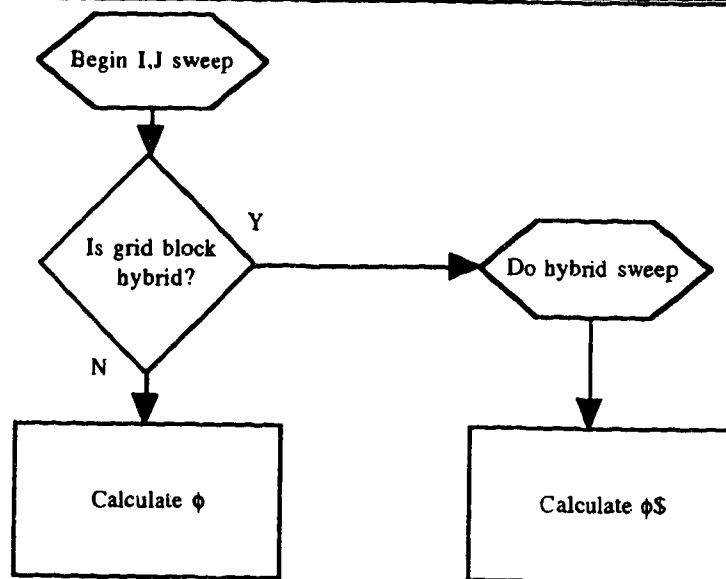 Begin I,J sweep
Y
Is grid block
hybrid?
Do hybrid sweep
N
Calculate ϕ
Calculate ϕ$